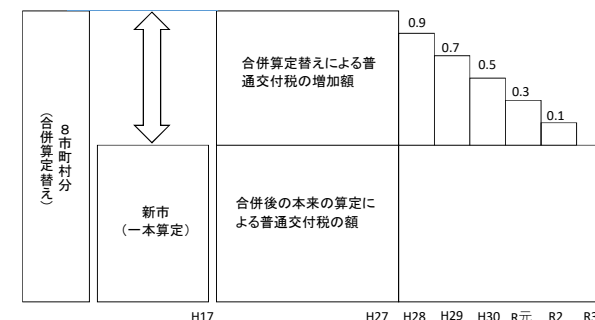 ８市町村分
（合併算定替え）
新市
（一本算定）
合併算定替えによる普
通交付税の増加額
合併後の本来の算定に
よる普通交付税の額
0.9
0.7
0.5
0.3
0.1
H17
H27
H28
H29
H30
R元
R2
R3